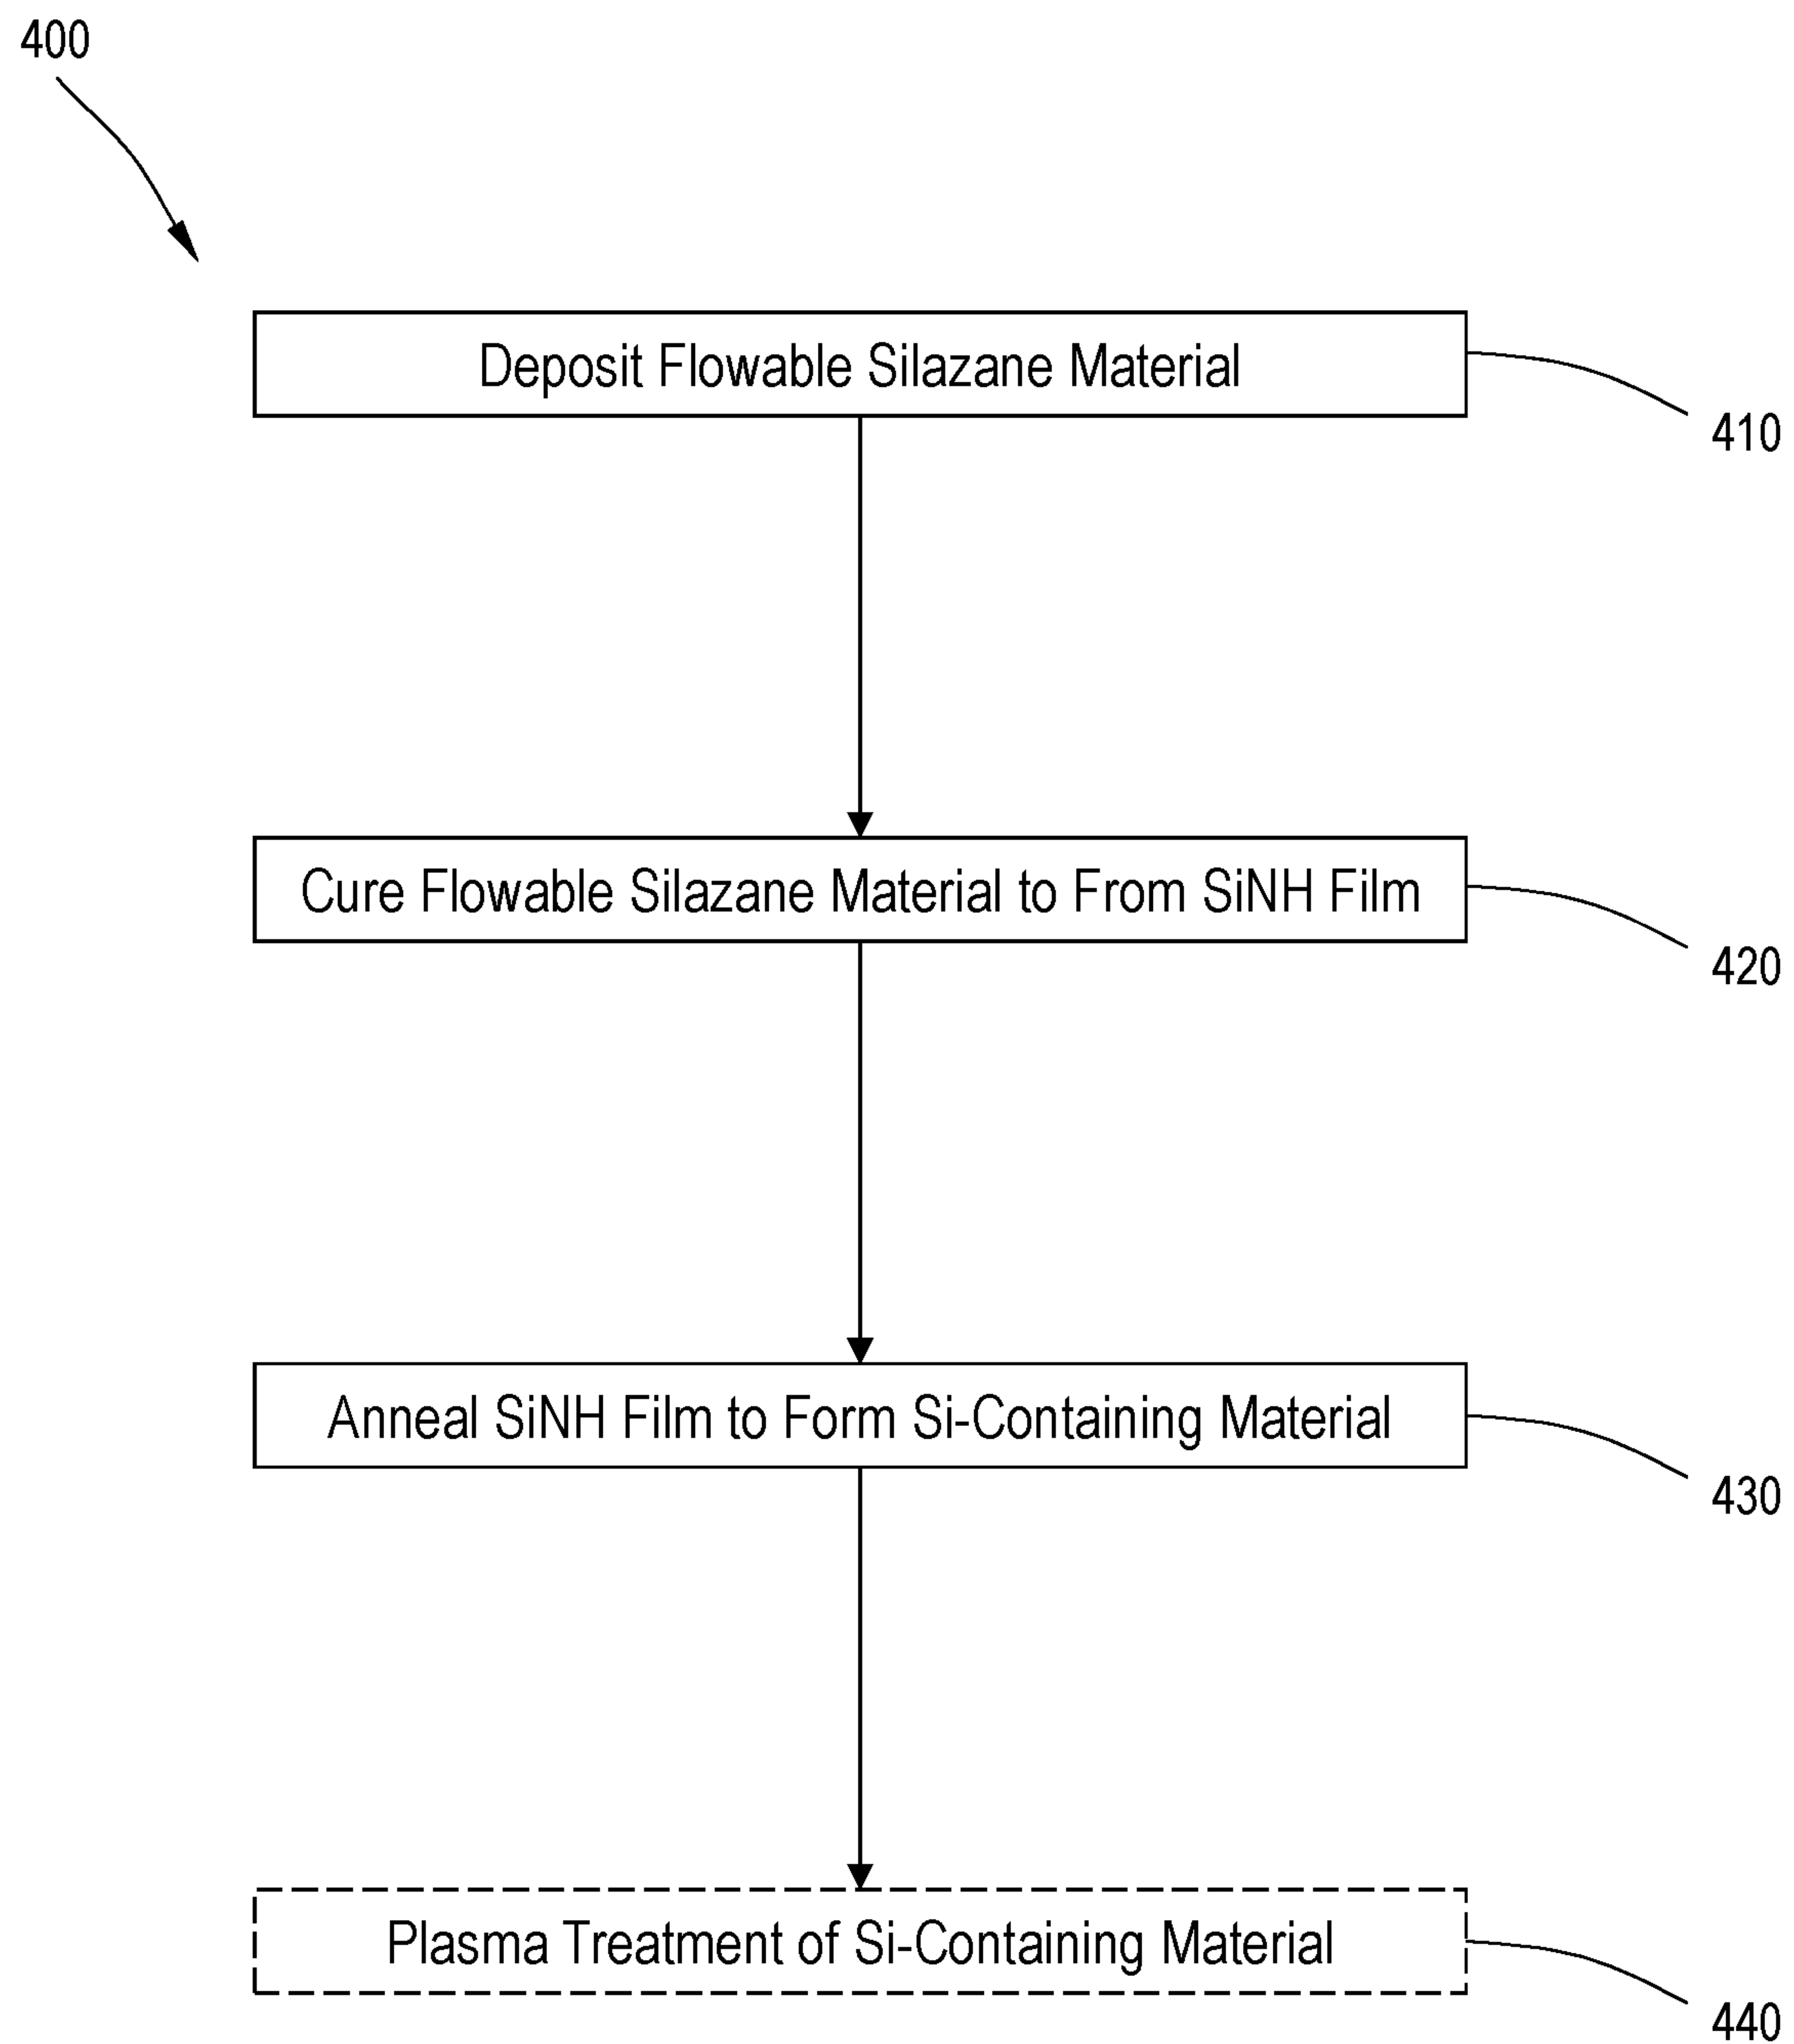 400
Deposit Flowable Silazane Material
410
Cure Flowable Silazane Material to From SiNH Film
420
Anneal SiNH Film to Form Si-Containing Material
430
Plasma Treatment of Si-Containing Material
440